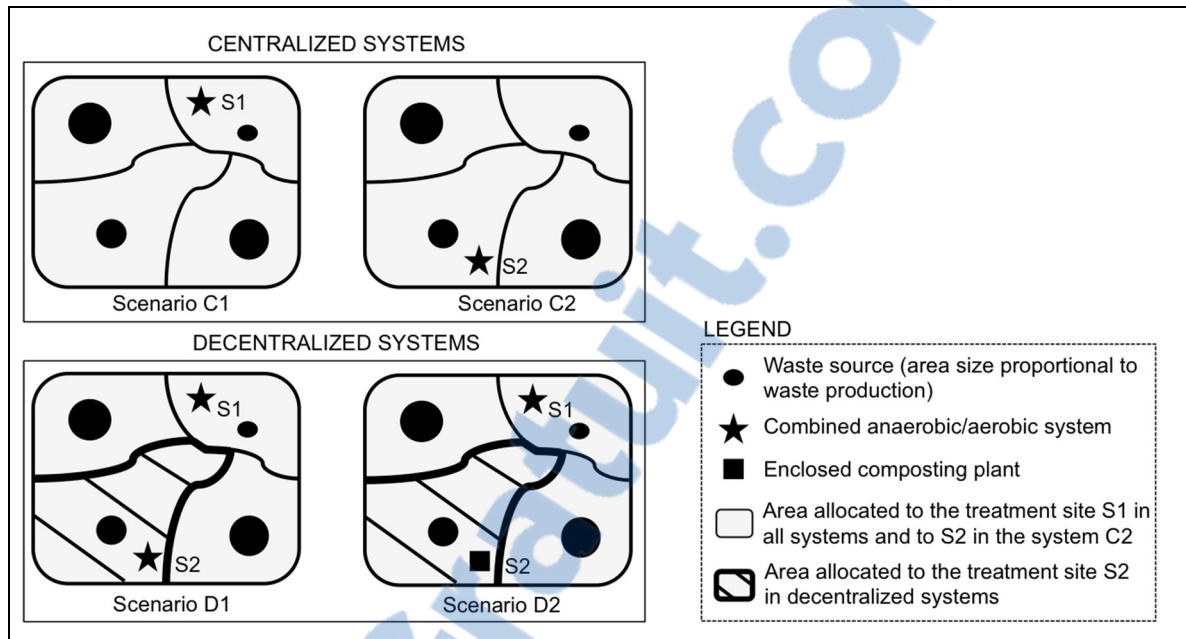 CENTRALIZED SYSTEMS
S1
Scenario C1
S2
Scenario C2
DECENTRALIZED SYSTEMS
S1
S2
Scenario D1
S1
S2
Scenario D2
LEGEND
Waste source (area size proportional to
waste production)
Combined anaerobic/aerobic system
Enclosed composting plant
Area allocated to the treatment site S1 in
all systems and to S2 in the system C2
Area allocated to the treatment site S2
in decentralized systems
ratuit.co